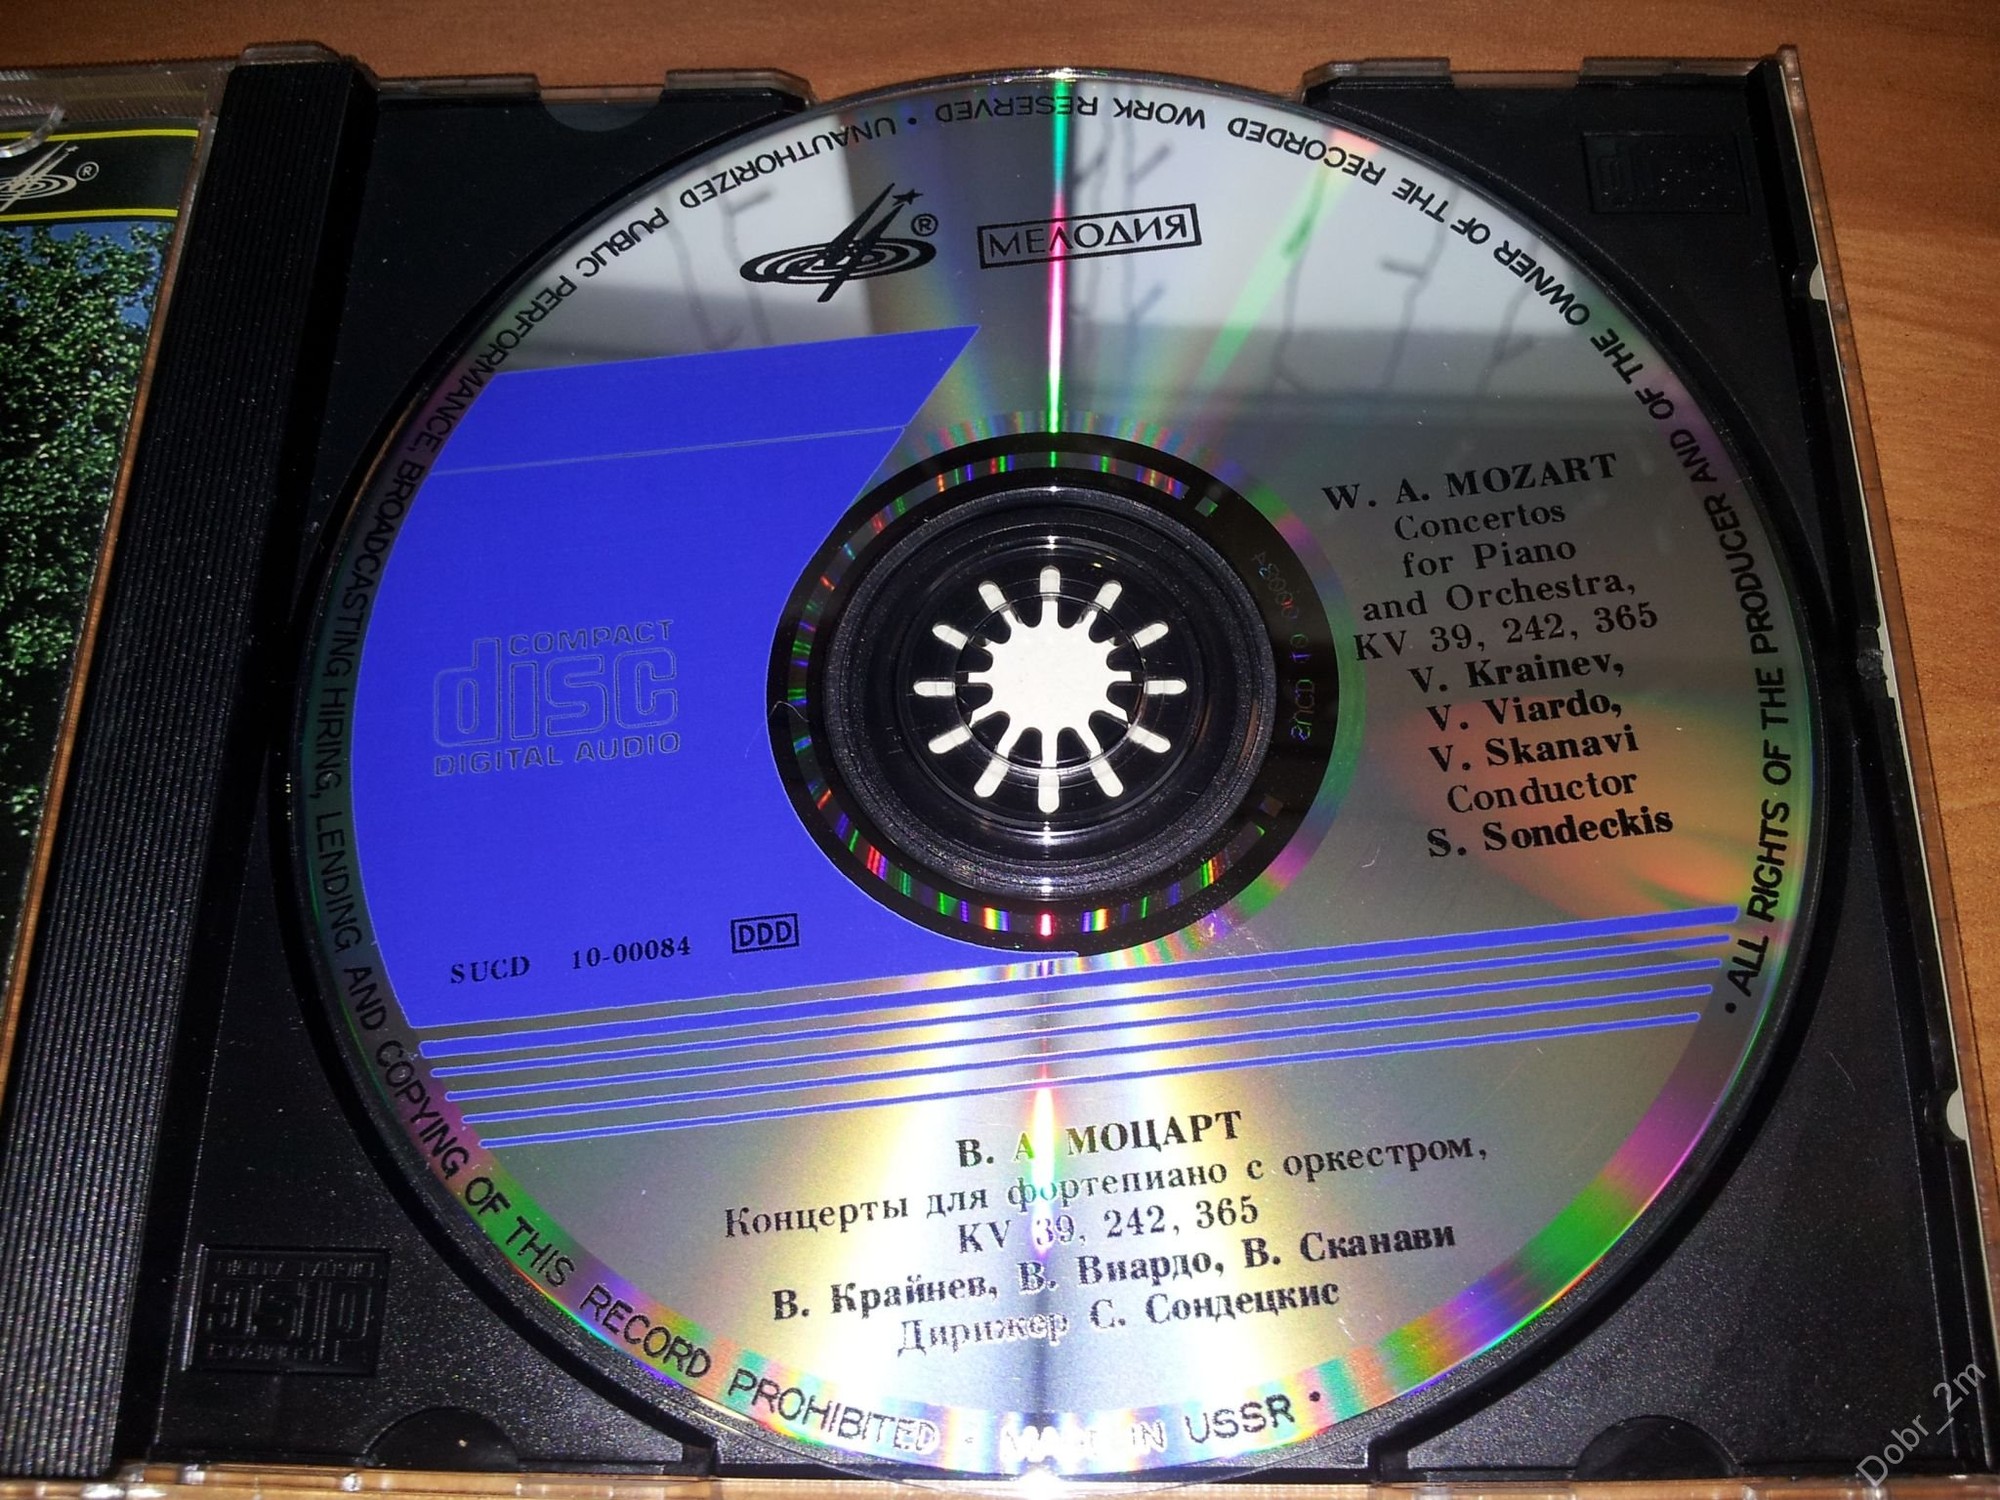 ®
МЕЛОДИЯ
W. A. MOZART
Concertos
for Piano
and Orchestra,
KV 39, 242, 365
V. Krainev,
V. Viardo,
V. Skanavi
Conductor
S. Sondeckis
COMPACT
disc
DIGITAL AUDIO
SUCD 10-00084 DDD
В. А МОЦАРТ
Концерты для фортепиано с оркестром,
KV 39, 242, 365
В. Крайнев, В. Виардо, В. Сканави
Дирижер С. Сондецкис
• ALL RIGHTS OF THE PRODUCER AND OF THE OWNER OF THE RECORDED WORK RESERVED • UNAUTHORIZED PUBLIC PERFORMANCE, BROADCASTING HIRING, LENDING AND COPYING OF THIS RECORD PROHIBITED • MADE IN USSR •
®
Dobr_2m